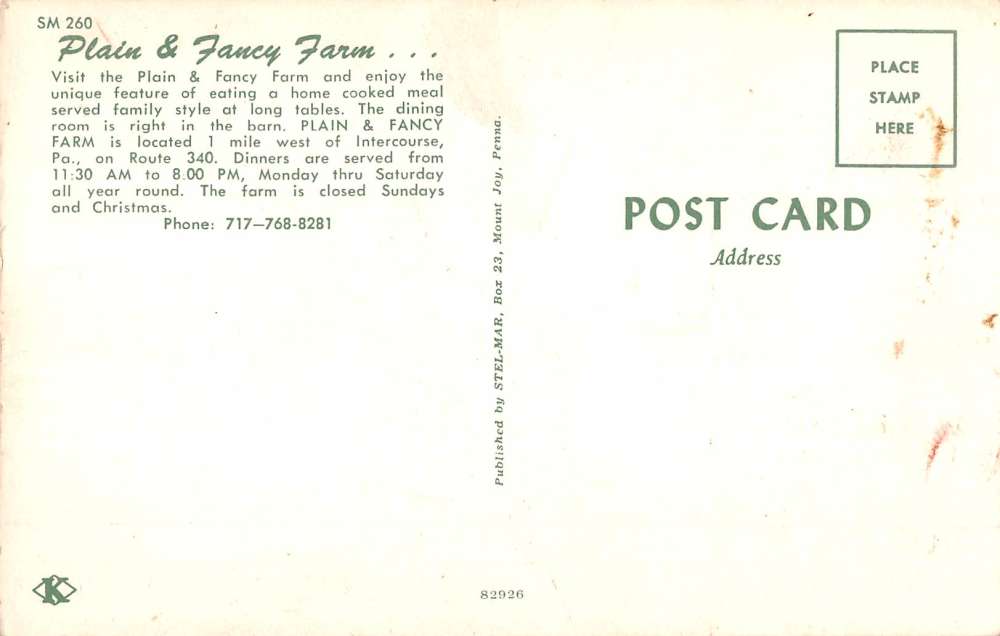 SM 260
Plain & Fancy Farm . . .
Visit the Plain & Fancy Farm and enjoy the
unique feature of eating a home cooked meal
served family style at long tables. The dining
room is right in the barn. PLAIN & FANCY
FARM is located 1 mile west of Intercourse,
Pa., on Route 340. Dinners are served from
11:30 AM to 8:00 PM, Monday thru Saturday
all year round. The farm is closed Sundays
and Christmas.
Phone: 717—768-8281
Published by STEL-MAR, Box 23, Mount Joy, Penna.
PLACE
STAMP
HERE
POST CARD
Address
K
82926